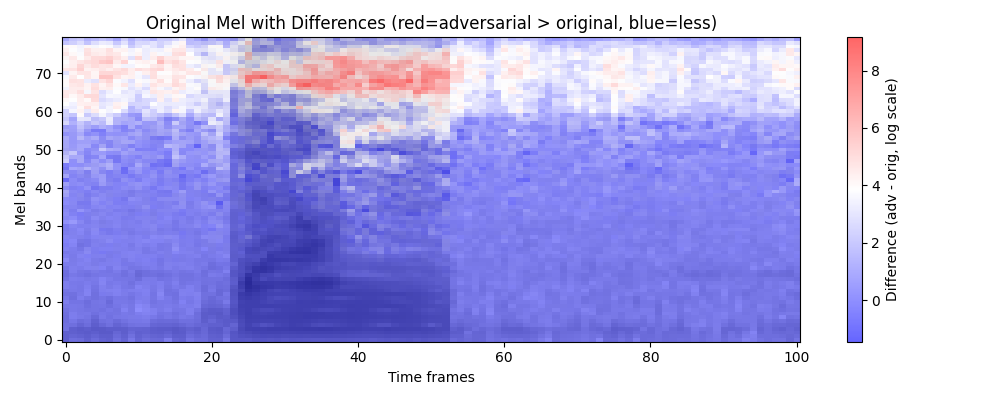 Original Mel with Differences (red=adversarial > original, blue=less)
Mel bands
70
60
50
40
30
20
10
0
0 20 40 60 80 100
Time frames
8
6
4
2
0
Difference (adv - orig, log scale)